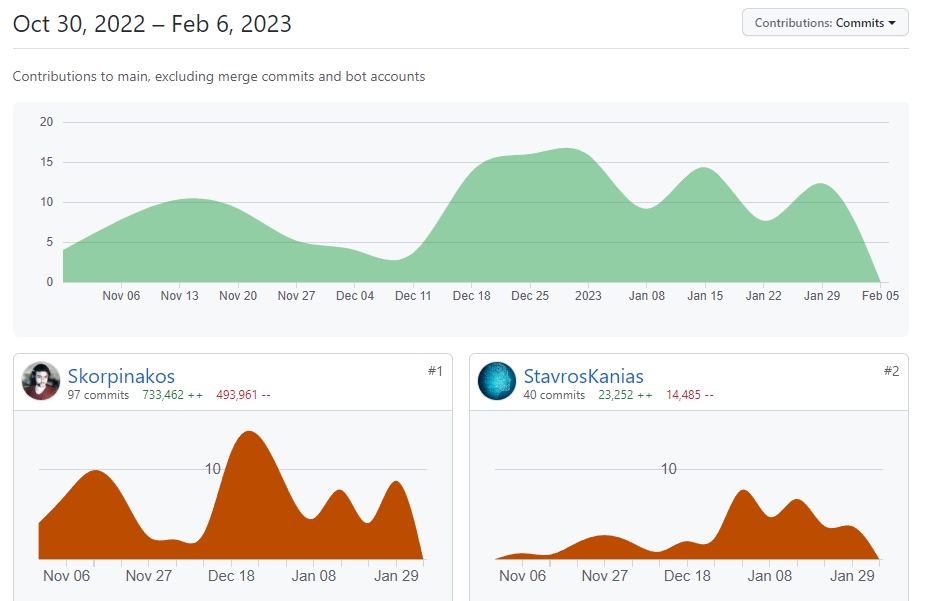 Oct 30, 2022 – Feb 6, 2023
Contributions: Commits
Contributions to main, excluding merge commits and bot accounts
20
15
10
5
0
Nov 06 Nov 13 Nov 20 Nov 27 Dec 04 Dec 11 Dec 18 Dec 25 2023 Jan 08 Jan 15 Jan 22 Jan 29 Feb 05
Skorpinakos #1
97 commits 733,462 ++ 493,961 --
10
Nov 06 Nov 27 Dec 18 Jan 08 Jan 29
StavrosKanias #2
40 commits 23,252 ++ 14,485 --
10
Nov 06 Nov 27 Dec 18 Jan 08 Jan 29